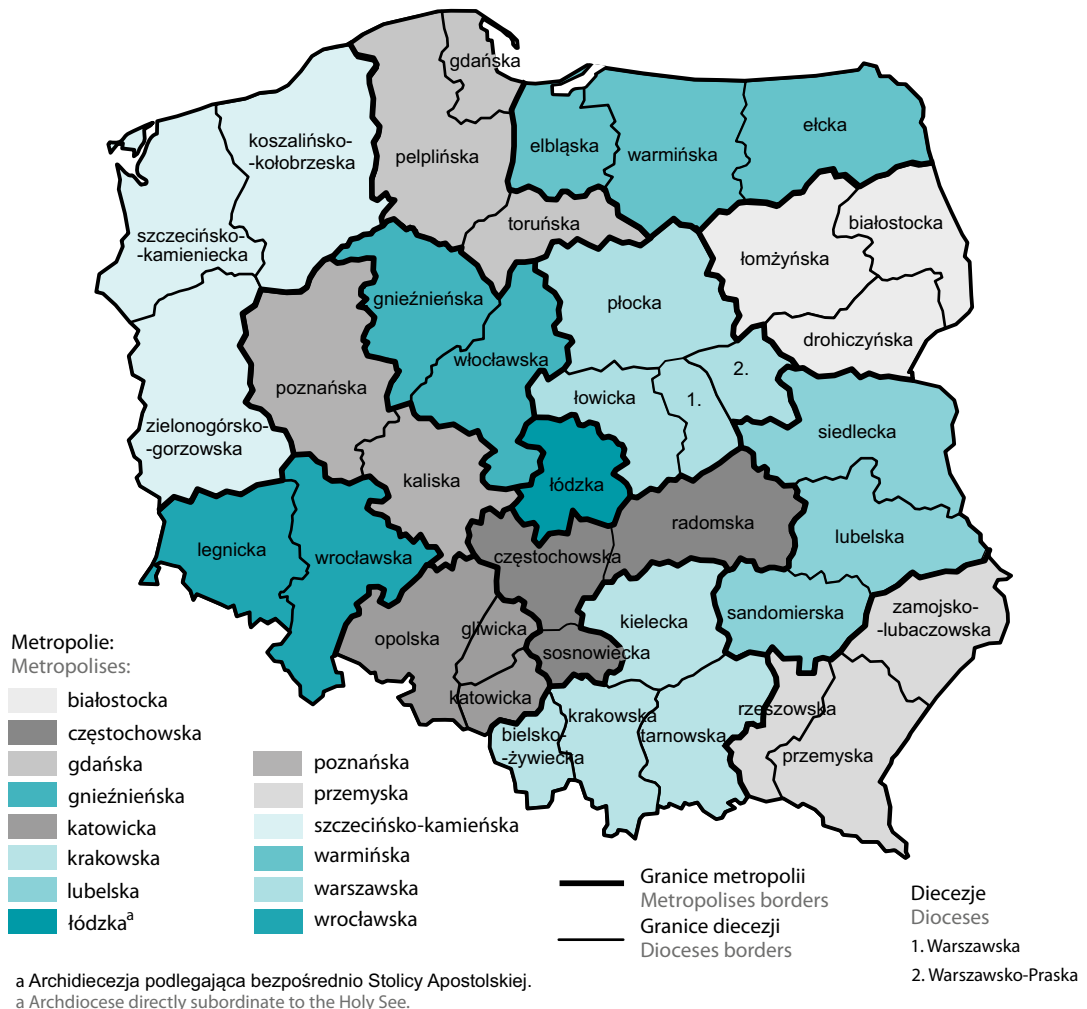 gdańska
koszalińsko-
-kołobrzeska
pelplińska
elbląska
warmińska
ełcka
szczecińsko-
-kamieniecka
toruńska
białostocka
łomżyńska
gnieźnieńska
płocka
drohiczyńska
włocławska
poznańska
łowicka
1.
2.
zielonogórsko-
-gorzowska
siedlecka
kaliska
łódzka
radomska
legnicka
wrocławska
częstochowska
lubelska
opolska
gliwicka
kielecka
sandomierska
zamojsko-
-lubaczowska
sosnowiecka
katowicka
bielsko-
-żywiecka
krakowska
tarnowska
rzeszowska
przemyska
Metropolie:
Metropolises:
białostocka
częstochowska
gdańska
gnieźnieńska
katowicka
krakowska
lubelska
łódzkaᵃ
poznańska
przemyska
szczecińsko-kamieńska
warmińska
warszawska
wrocławska
Granice metropolii
Metropolises borders
Granice diecezji
Dioceses borders
Diecezje
Dioceses
1. Warszawska
2. Warszawsko-Praska
a Archidiecezja podlegająca bezpośrednio Stolicy Apostolskiej.
a Archdiocese directly subordinate to the Holy See.